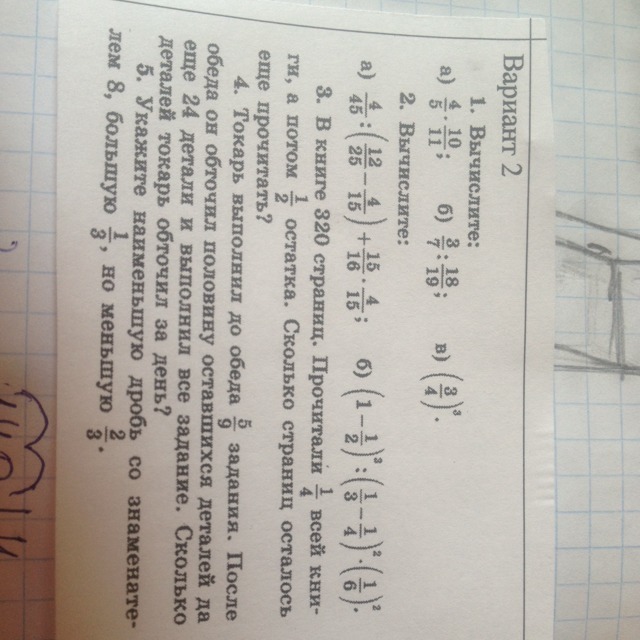 Вариант 2
1. Вычислите:
а) 4/5 · 10/11; б) 3/7 : 18/19; в) (3/4)³.
2. Вычислите:
а) 4/45 : (12/25 − 4/15) + 15/16 · 4/15; б) (1 − 1/2)³ : (1/3 − 1/4)² · (1/6)².
3. В книге 320 страниц. Прочитали 1/4 всей кни-
ги, а потом 1/2 остатка. Сколько страниц осталось
еще прочитать?
4. Токарь выполнил до обеда 5/9 задания. После
обеда он обточил половину оставшихся деталей да
еще 24 детали и выполнил все задание. Сколько
деталей токарь обточил за день?
5. Укажите наименьшую дробь со знаменате-
лем 8, большую 1/3, но меньшую 2/3.